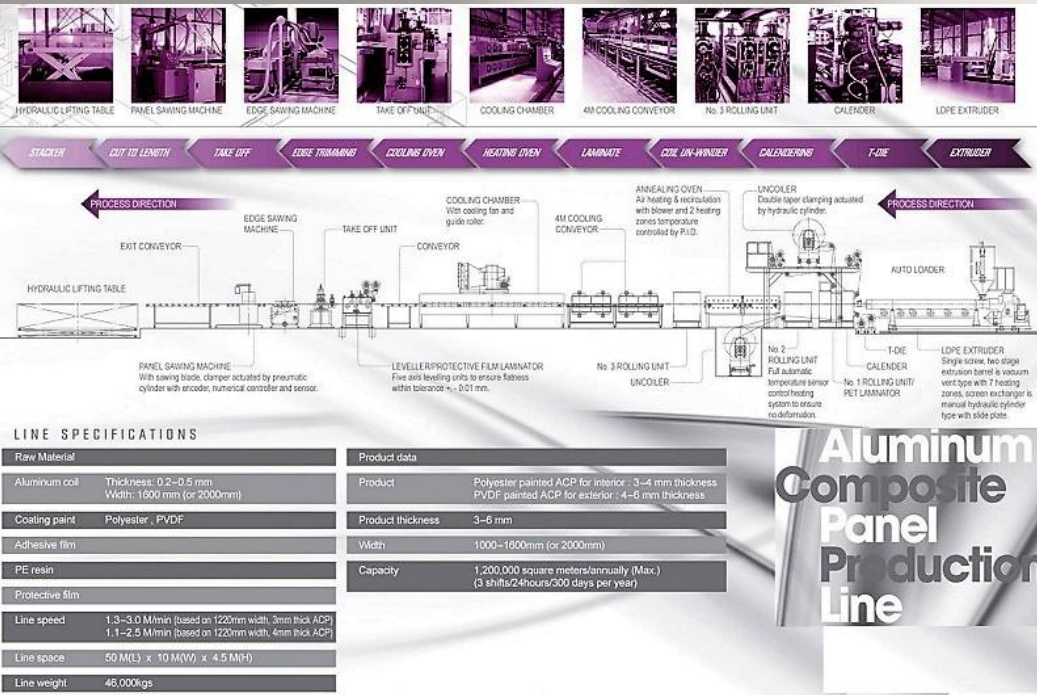 HYDRAULIC LIFTING TABLE
PANEL SAWING MACHINE
EDGE SAWING MACHINE
TAKE OFF UNIT
COOLING CHAMBER
4M COOLING CONVEYOR
No. 3 ROLLING UNIT
CALENDER
LDPE EXTRUDER
STACKER
CUT TO LENGTH
TAKE OFF
EDGE TRIMMING
COOLING OVEN
HEATING OVEN
LAMINATE
COIL UN-WINDER
CALENDERING
T-DIE
EXTRUDER
PROCESS DIRECTION
EXIT CONVEYOR
HYDRAULIC LIFTING TABLE
EDGE SAWING
MACHINE
TAKE OFF UNIT
CONVEYOR
COOLING CHAMBER
With cooling fan and
guide roller.
4M COOLING
CONVEYOR
ANNEALING OVEN
Air heating & recirculation
with blower and 2 heating
zones temperature
controlled by P.I.D.
UNCOILER
Double taper clamping actuated
by hydraulic cylinder.
PROCESS DIRECTION
AUTO LOADER
PANEL SAWING MACHINE
With sawing blade, clamper actuated by pneumatic
cylinder with encoder, numerical controller and sensor.
LEVELLER/PROTECTIVE FILM LAMINATOR
Five axis levelling units to ensure flatness
within tolerance +/- 0.01 mm.
No. 3 ROLLING UNIT
UNCOILER
No. 2
ROLLING UNIT
Full automatic
temperature sensor
control heating
system to ensure
no deformation.
T-DIE
CALENDER
No. 1 ROLLING UNIT/
PET LAMINATOR
LDPE EXTRUDER
Single screw, two stage
extrusion barrel is vacuum
vent type with 7 heating
zones, screen exchanger is
manual hydraulic cylinder
type with slide plate.
LINE SPECIFICATIONS
Raw Material
Aluminum coil
Thickness: 0.2–0.5 mm
Width: 1600 mm (or 2000mm)
Coating paint
Polyester , PVDF
Adhesive film
PE resin
Protective film
Line speed
1.3–3.0 M/min (based on 1220mm width, 3mm thick ACP)
1.1–2.5 M/min (based on 1220mm width, 4mm thick ACP)
Line space
50 M(L) x 10 M(W) x 4.5 M(H)
Line weight
46,000kgs
Product data
Product
Polyester painted ACP for interior : 3–4 mm thickness
PVDF painted ACP for exterior : 4–6 mm thickness
Product thickness
3–6 mm
Width
1000–1600mm (or 2000mm)
Capacity
1,200,000 square meters/annually (Max.)
(3 shifts/24hours/300 days per year)
Aluminum
Composite
Panel
Production
Line